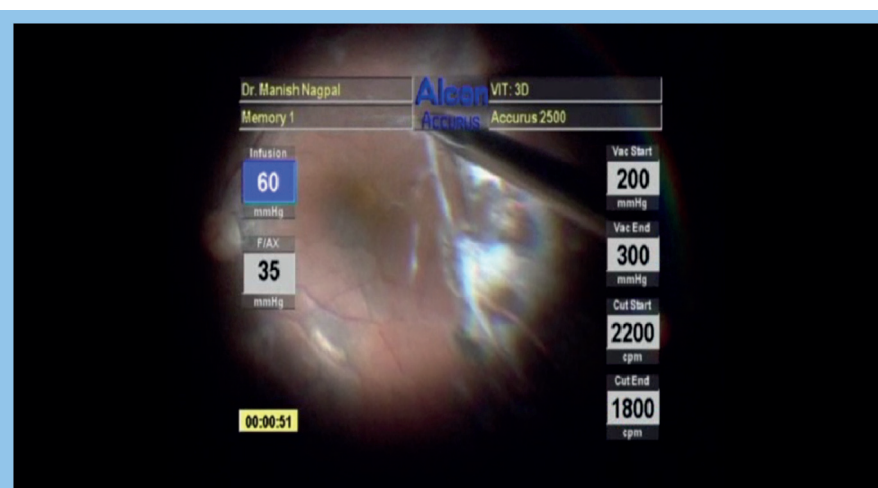 Dr. Manish Nagpal
Memory 1
Alcon
Accurus
VIT: 3D
Accurus 2500
Infusion
60
mmHg
F/AX
35
mmHg
Vac Start
200
mmHg
Vac End
300
mmHg
Cut Start
2200
cpm
Cut End
1800
cpm
00:00:51